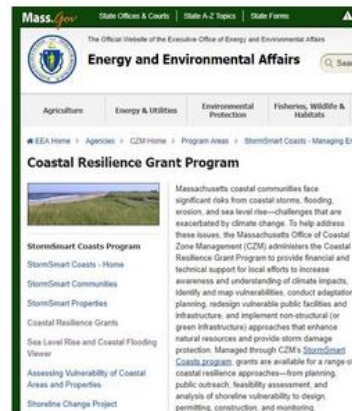 Mass.Gov State Offices & Courts State A-Z Topics State Forms
The Official Website of the Executive Office of Energy and Environmental Affairs
Energy and Environmental Affairs
Agriculture Energy & Utilities Environmental Protection Fisheries, Wildlife & Habitats
EEA Home > Agencies > CZM Home > Program Areas > StormSmart Coasts - Managing
Coastal Resilience Grant Program
Massachusetts coastal communities face
significant risks from coastal storms, flooding,
erosion, and sea level rise—challenges that are
exacerbated by climate change. To help address
these issues, the Massachusetts Office of Coastal
Zone Management (CZM) administers the Coastal
Resilience Grant Program to provide financial and
technical support for local efforts to increase
awareness and understanding of climate impacts,
identify and map vulnerabilities, conduct adaptation
planning, redesign vulnerable public facilities and
infrastructure, and implement non-structural (or
green infrastructure) approaches that enhance
natural resources and provide storm damage
protection. Managed through CZM's StormSmart
Coasts program, grants are available for a range of
coastal resilience approaches—from planning,
public outreach, feasibility assessment, and
analysis of shoreline vulnerability to design,
permitting, construction, and monitoring.
StormSmart Coasts Program
StormSmart Coasts - Home
StormSmart Communities
StormSmart Properties
Coastal Resilience Grants
Sea Level Rise and Coastal Flooding
Viewer
Assessing Vulnerability of Coastal
Areas and Properties
Shoreline Change Project